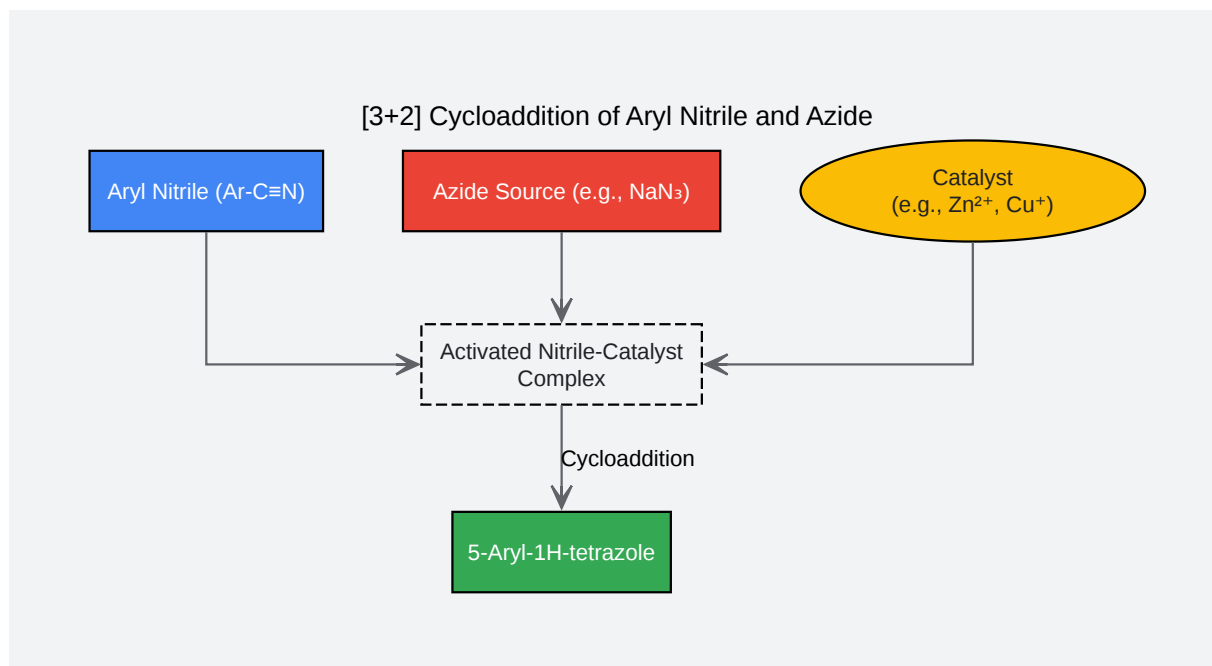 [3+2] Cycloaddition of Aryl Nitrile and Azide
Aryl Nitrile (Ar-C≡N)
Azide Source (e.g., NaN₃)
Catalyst
(e.g., Zn²⁺, Cu⁺)
Activated Nitrile-Catalyst
Complex
Cycloaddition
5-Aryl-1H-tetrazole